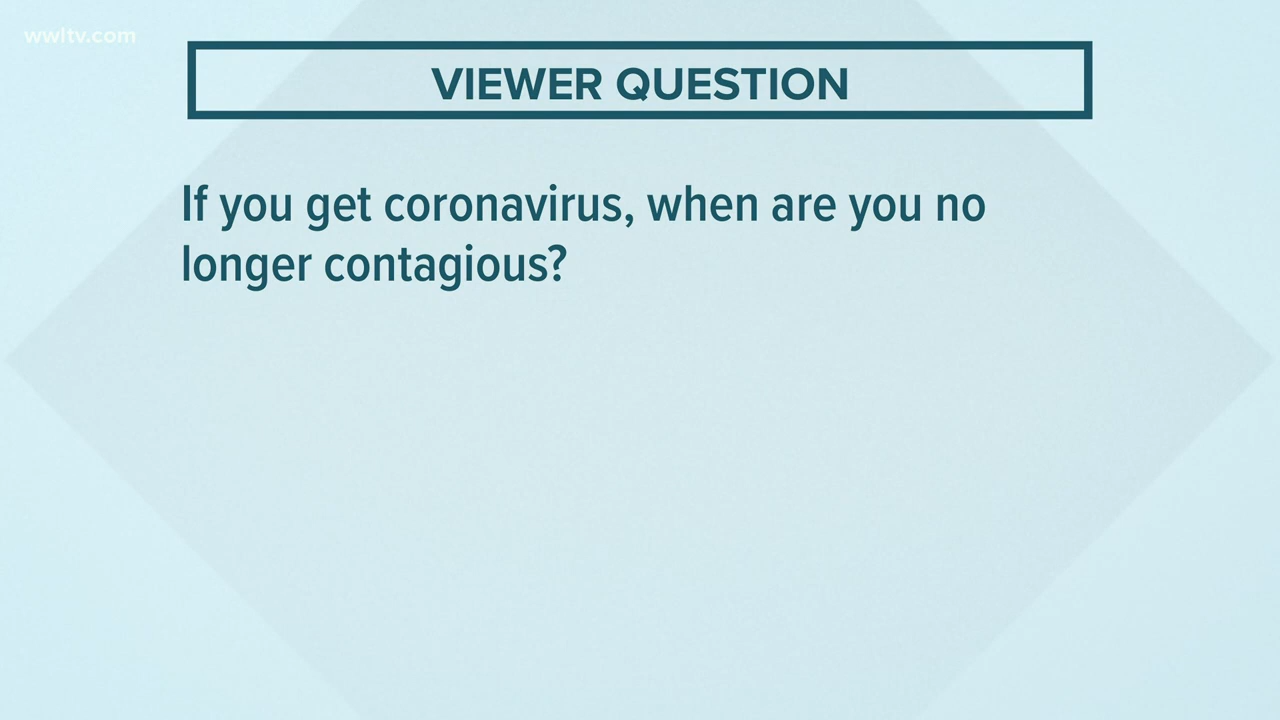 wwltv.com
VIEWER QUESTION
If you get coronavirus, when are you no
longer contagious?